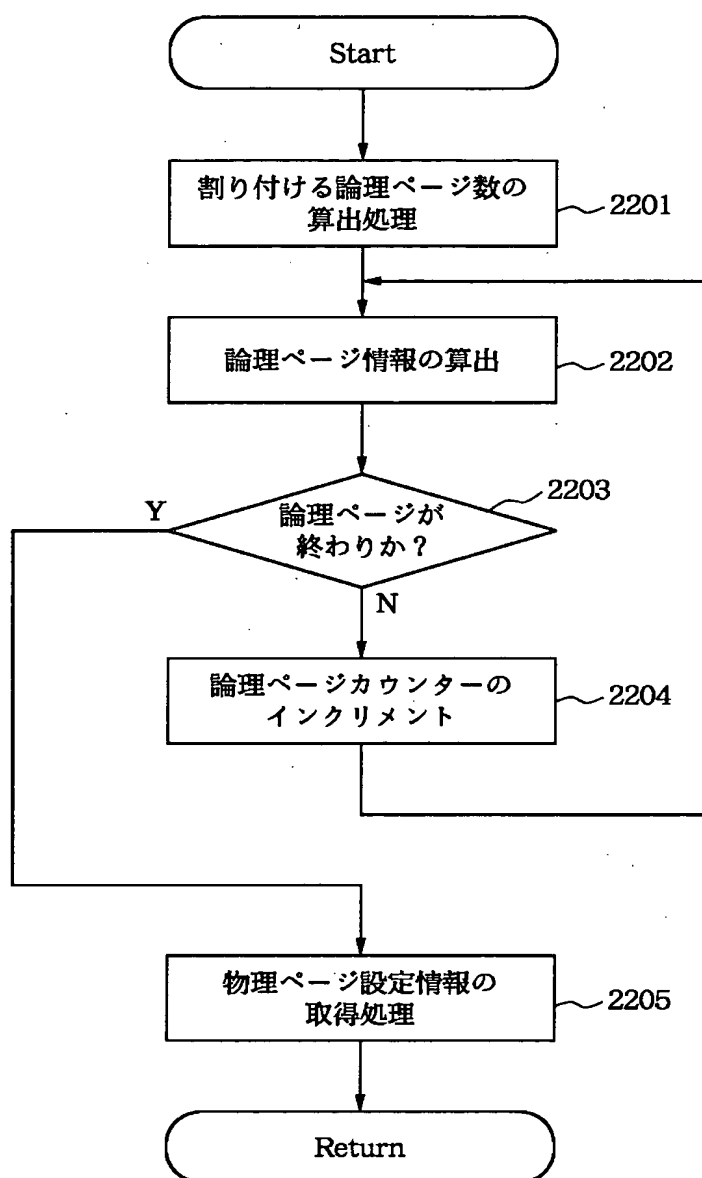 Start
割り付ける論理ページ数の
算出処理
2201
論理ページ情報の算出
2202
2203
Y
論理ページが
終わりか？
N
論理ページカウンターの
インクリメント
2204
物理ページ設定情報の
取得処理
2205
Return